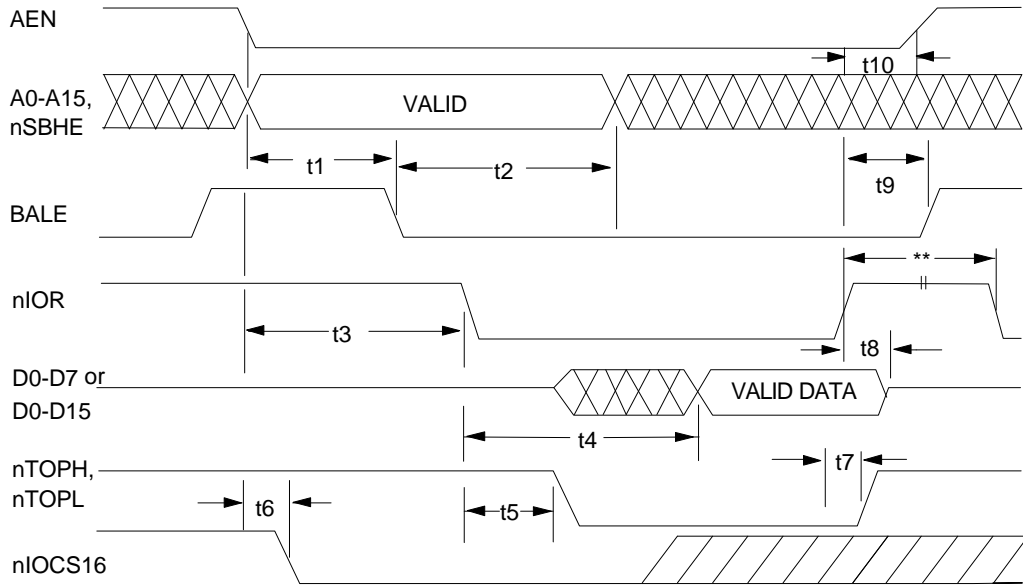 AEN
t10
A0-A15,
nSBHE
VALID
t1
t2
t9
BALE
**
nIOR
t3
t8
D0-D7 or
D0-D15
VALID DATA
t4
nTOPH,
nTOPL
t7
t6
t5
nIOCS16